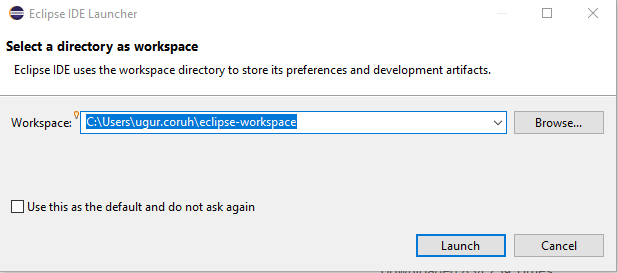 Eclipse IDE Launcher
Select a directory as workspace
Eclipse IDE uses the workspace directory to store its preferences and development artifacts.
Workspace: C:\Users\ugur.coruh\eclipse-workspace Browse...
Use this as the default and do not ask again
Launch Cancel